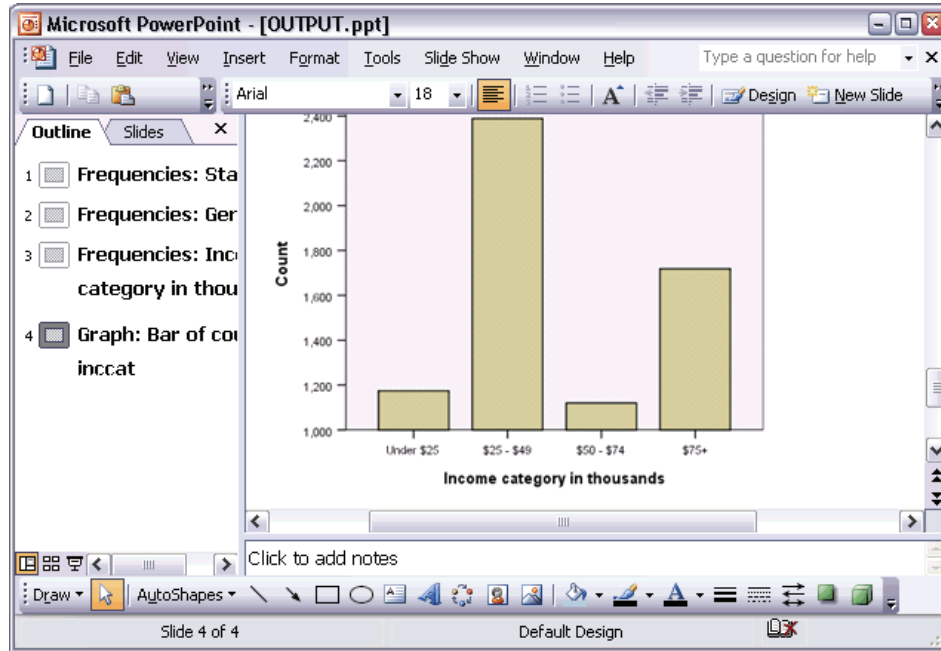 Microsoft PowerPoint - [OUTPUT.ppt]
File Edit View Insert Format Tools Slide Show Window Help Type a question for help
Arial 18 A Design New Slide
Outline Slides
1 Frequencies: Sta
2 Frequencies: Ger
3 Frequencies: Inc
category in thou
4 Graph: Bar of cou
inccat
2,400
2,200
2,000
1,800
1,600
1,400
1,200
1,000
Count
Under $25 $25 - $49 $50 - $74 $75+
Income category in thousands
Click to add notes
Draw AutoShapes A
Slide 4 of 4 Default Design